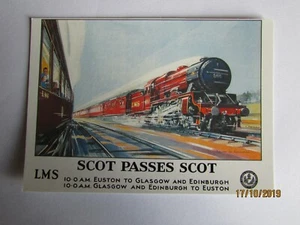 SCOT PASSES SCOT
LMS
10·0 A.M. EUSTON TO GLASGOW AND EDINBURGH
10·0 A.M. GLASGOW AND EDINBURGH TO EUSTON
17/10/2019